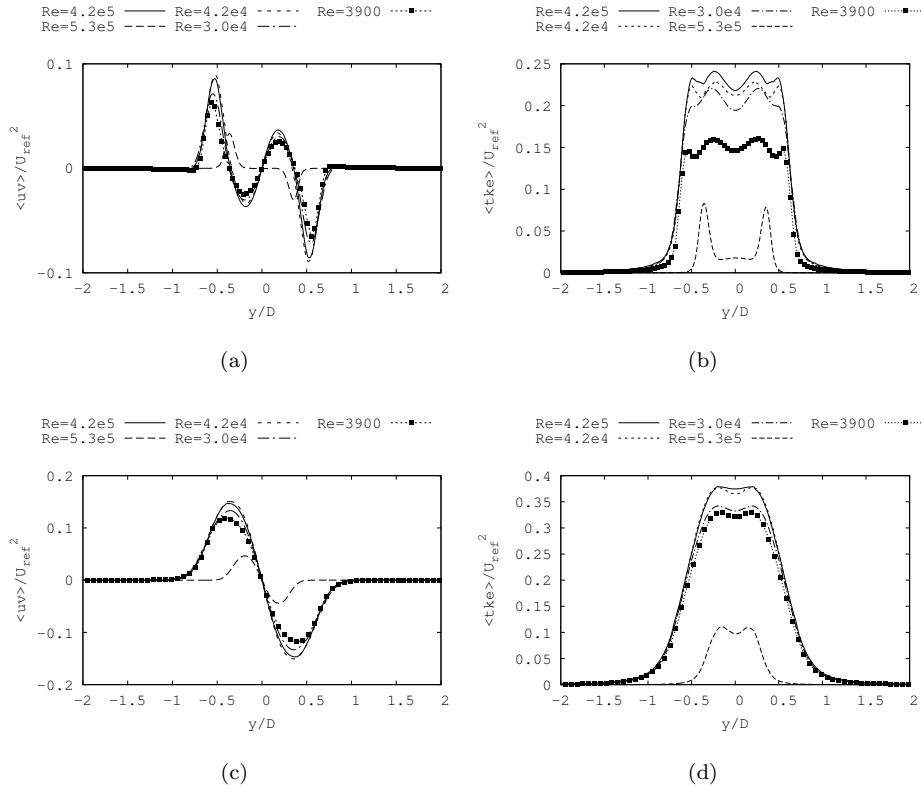 Re=4.2e5 Re=4.2e4 Re=3900
Re=5.3e5 Re=3.0e4
0.1
0
-0.1
<uv>/U_ref^2
-2 -1.5 -1 -0.5 0 0.5 1 1.5 2
y/D
(a)
Re=4.2e5 Re=3.0e4 Re=3900
Re=4.2e4 Re=5.3e5
0.25
0.2
0.15
0.1
0.05
0
<tke>/U_ref^2
-2 -1.5 -1 -0.5 0 0.5 1 1.5 2
y/D
(b)
Re=4.2e5 Re=4.2e4 Re=3900
Re=5.3e5 Re=3.0e4
0.2
0.1
0
-0.1
-0.2
<uv>/U_ref^2
-2 -1.5 -1 -0.5 0 0.5 1 1.5 2
y/D
(c)
Re=4.2e5 Re=3.0e4 Re=3900
Re=4.2e4 Re=5.3e5
0.4
0.35
0.3
0.25
0.2
0.15
0.1
0.05
0
<tke>/U_ref^2
-2 -1.5 -1 -0.5 0 0.5 1 1.5 2
y/D
(d)